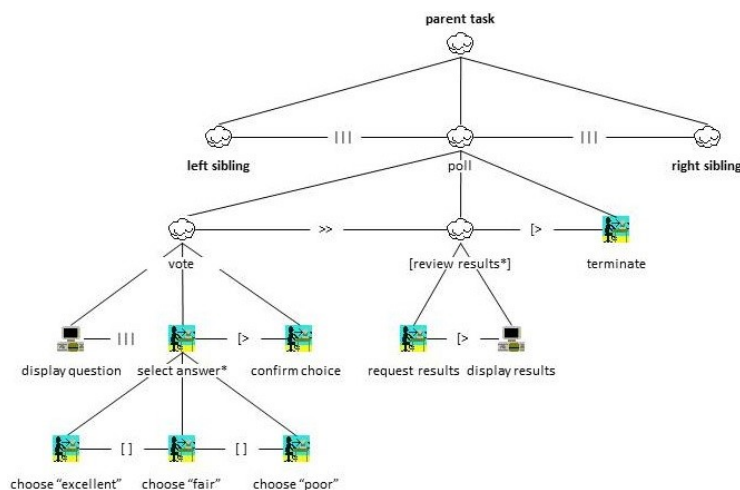 parent task
||| |||
left sibling poll right sibling
>> [>
vote [review results*] terminate
||| [> [>
display question select answer* confirm choice request results display results
[] []
choose “excellent” choose “fair” choose “poor”